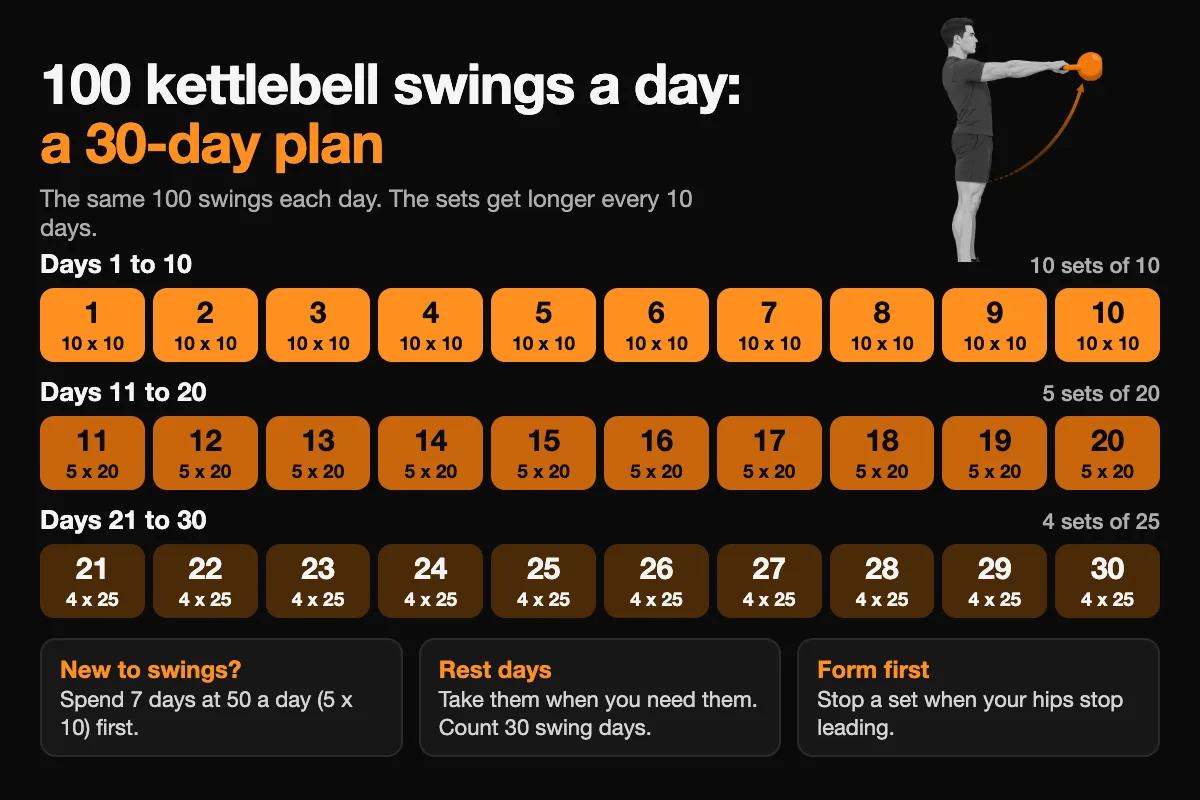 100 kettlebell swings a day:
a 30-day plan
The same 100 swings each day. The sets get longer every 10
days.
Days 1 to 10
10 sets of 10
1 2 3 4 5 6 7 8 9 10
10 x 10 10 x 10 10 x 10 10 x 10 10 x 10 10 x 10 10 x 10 10 x 10 10 x 10 10 x 10
Days 11 to 20
5 sets of 20
11 12 13 14 15 16 17 18 19 20
5 x 20 5 x 20 5 x 20 5 x 20 5 x 20 5 x 20 5 x 20 5 x 20 5 x 20 5 x 20
Days 21 to 30
4 sets of 25
21 22 23 24 25 26 27 28 29 30
4 x 25 4 x 25 4 x 25 4 x 25 4 x 25 4 x 25 4 x 25 4 x 25 4 x 25 4 x 25
New to swings?
Spend 7 days at 50 a day (5 x
10) first.
Rest days
Take them when you need them.
Count 30 swing days.
Form first
Stop a set when your hips stop
leading.